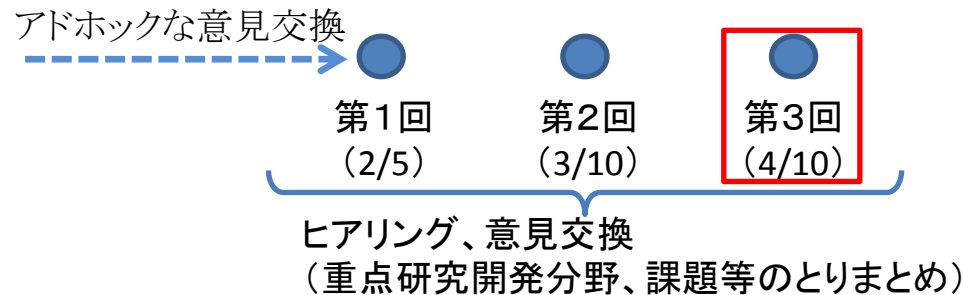 アドホックな意見交換
第1回 第2回 第3回
（2/5） （3/10） （4/10）
ヒアリング、意見交換
（重点研究開発分野、課題等のとりまとめ）